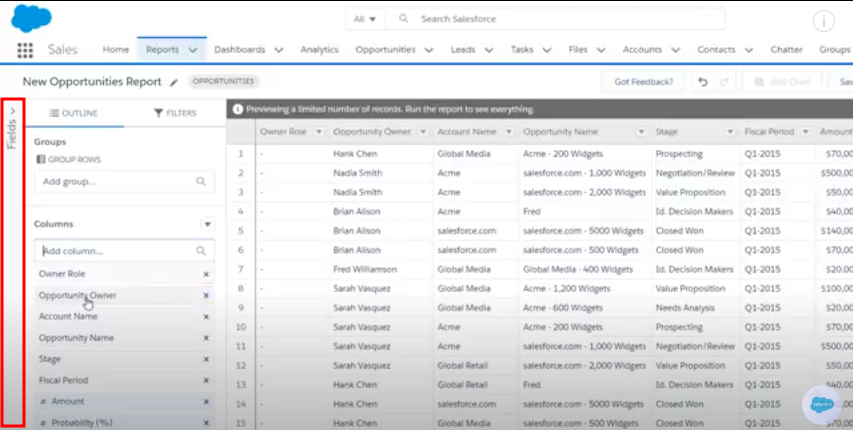 All
Search Salesforce
Sales Home Reports Dashboards Analytics Opportunities Leads Tasks Files Accounts Contacts Chatter Groups
New Opportunities Report OPPORTUNITIES Got Feedback? Add Chart
Fields
OUTLINE FILTERS
Groups
GROUP ROWS
Add group...
Columns
Add column...
Owner Role
Opportunity Owner
Account Name
Opportunity Name
Stage
Fiscal Period
# Amount
# Probability (%)
Previewing a limited number of records. Run the report to see everything.
Owner Role Opportunity Owner Account Name Opportunity Name Stage Fiscal Period Amount
1 - Hank Chen Global Media Acme - 200 Widgets Prospecting Q1-2015 $70,00
2 - Nadia Smith Acme salesforce.com - 1,000 Widgets Negotiation/Review Q1-2015 $500,00
3 - Nadia Smith Acme salesforce.com - 2,000 Widgets Value Proposition Q1-2015 $50,00
4 - Brian Alison Acme Fred Id. Decision Makers Q1-2015 $40,00
5 - Brian Alison salesforce.com salesforce.com - 5000 Widgets Closed Won Q1-2015 $140,00
6 - Brian Alison salesforce.com salesforce.com - 500 Widgets Closed Won Q1-2015 $70,00
7 - Fred Williamson Global Media Global Media - 400 Widgets Id. Decision Makers Q1-2015 $20,00
8 - Sarah Vasquez Global Media Acme - 1,200 Widgets Value Proposition Q1-2015 $100,00
9 - Sarah Vasquez Global Media Acme - 600 Widgets Needs Analysis Q1-2015 $20,00
10 - Sarah Vasquez Acme Acme - 200 Widgets Prospecting Q1-2015 $70,00
11 - Sarah Vasquez Acme salesforce.com - 1,000 Widgets Negotiation/Review Q1-2015 $500,00
12 - Sarah Vasquez Global Retail salesforce.com - 2,000 Widgets Value Proposition Q1-2015 $50,00
13 - Hank Chen Global Retail Fred Id. Decision Makers Q1-2015 $40,00
14 - Hank Chen salesforce.com salesforce.com - 5000 Widgets Closed Won Q1-2015
15 - Sarah Vasquez Global Media salesforce.com - 500 Widgets Closed Won Q1-2015